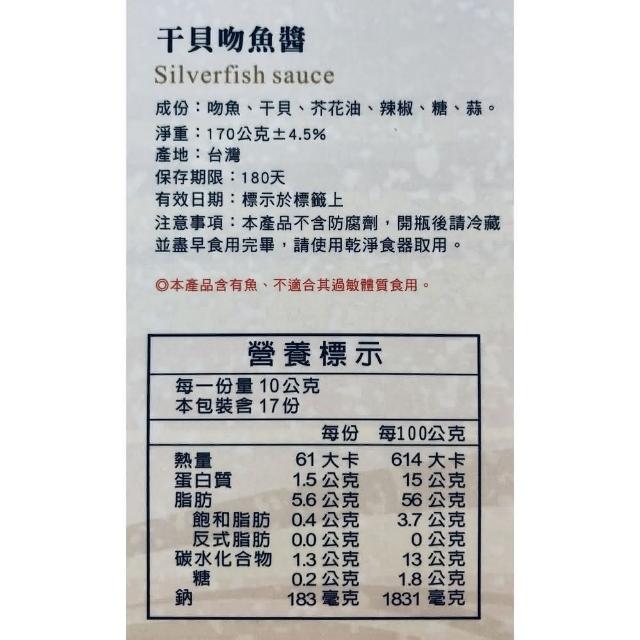 干貝吻魚醬
Silverfish sauce
成份：吻魚、干貝、芥花油、辣椒、糖、蒜。
淨重：170公克±4.5%
產地：台灣
保存期限：180天
有效日期：標示於標籤上
注意事項：本產品不含防腐劑，開瓶後請冷藏
並盡早食用完畢，請使用乾淨食器取用。
◎本產品含有魚、不適合其過敏體質食用。
營養標示
每一份量 10公克
本包裝含 17份
每份 每100公克
熱量 61 大卡 614 大卡
蛋白質 1.5 公克 15 公克
脂肪 5.6 公克 56 公克
飽和脂肪 0.4 公克 3.7 公克
反式脂肪 0.0 公克 0 公克
碳水化合物 1.3 公克 13 公克
糖 0.2 公克 1.8 公克
鈉 183 毫克 1831 毫克